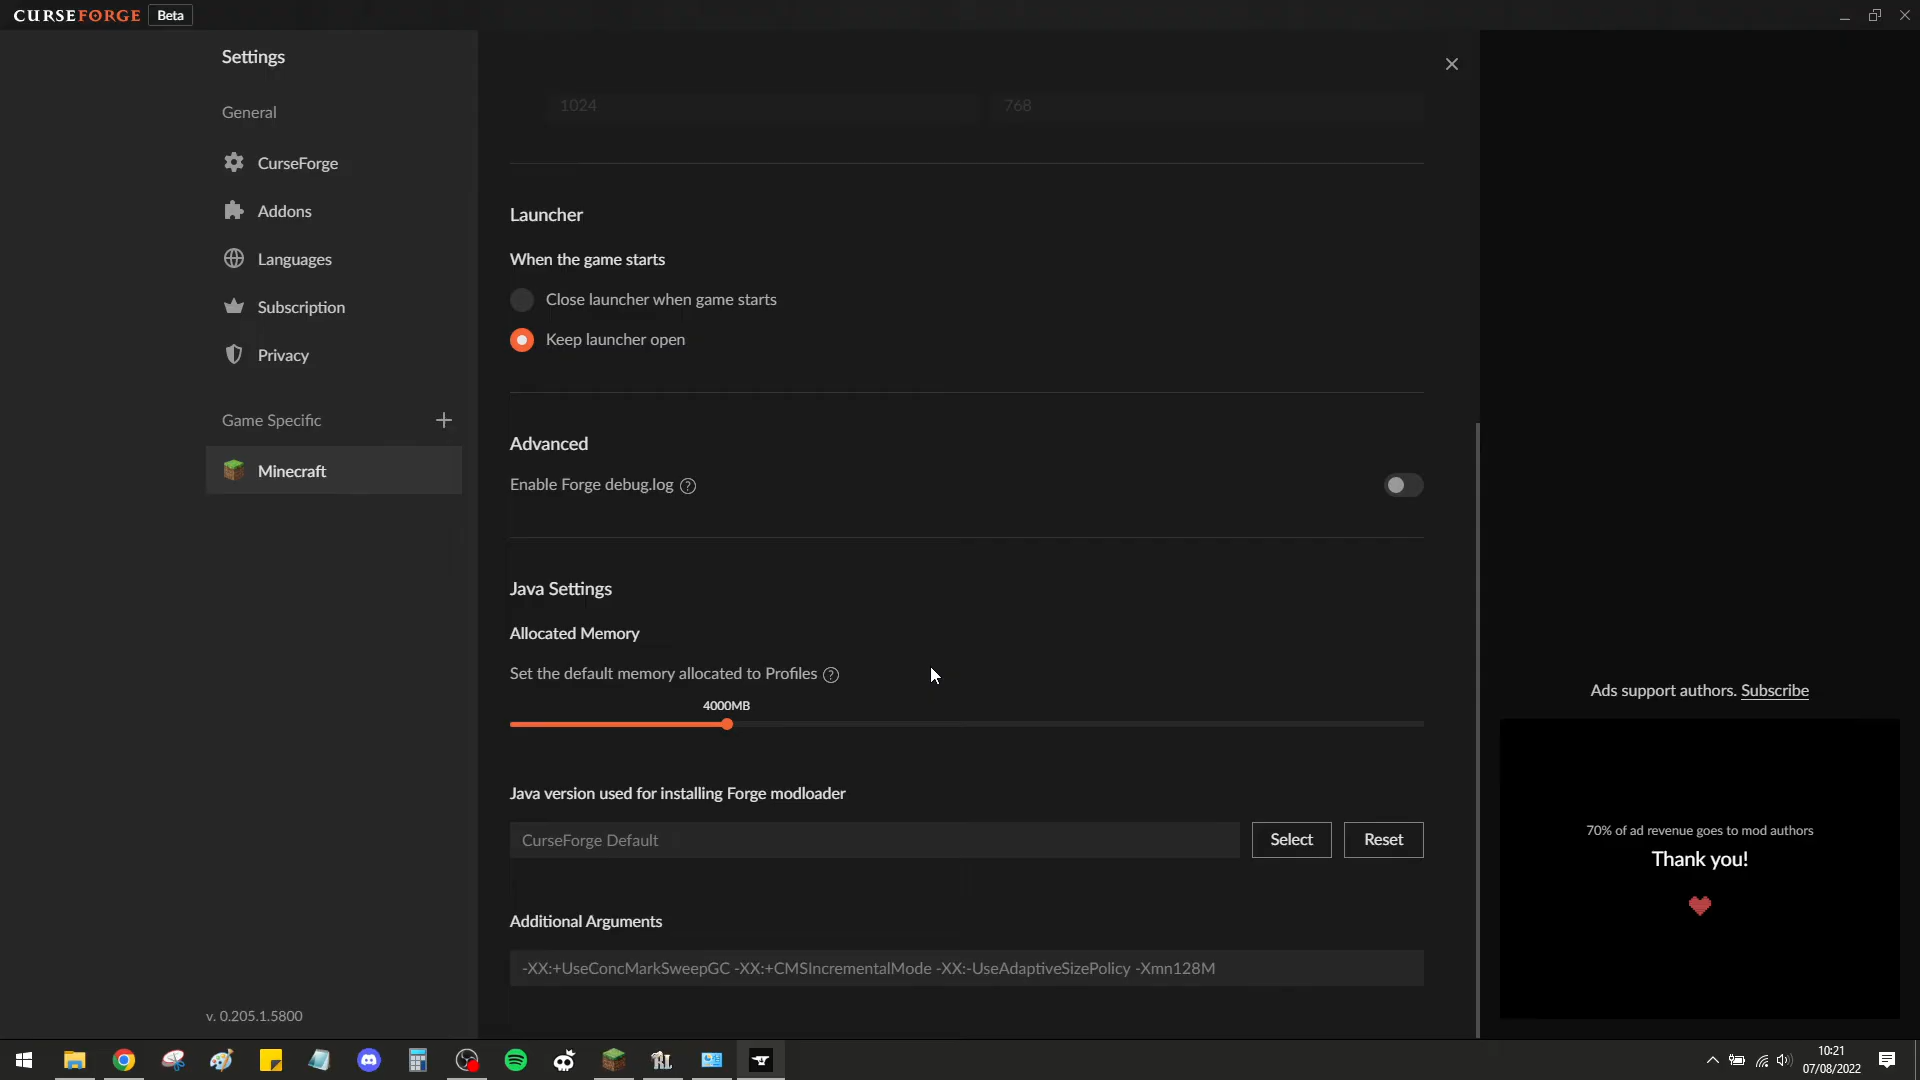 CURSEFORGE Beta
Settings
General
CurseForge
Addons
Languages
Subscription
Privacy
Game Specific
Minecraft
v. 0.205.1.5800
1024 768
Launcher
When the game starts
Close launcher when game starts
Keep launcher open
Advanced
Enable Forge debug.log ?
Java Settings
Allocated Memory
Set the default memory allocated to Profiles ?
4000MB
Java version used for installing Forge modloader
CurseForge Default Select Reset
Additional Arguments
-XX:+UseConcMarkSweepGC -XX:+CMSIncrementalMode -XX:-UseAdaptiveSizePolicy -Xmn128M
Ads support authors. Subscribe
70% of ad revenue goes to mod authors
Thank you!
10:21
07/08/2022